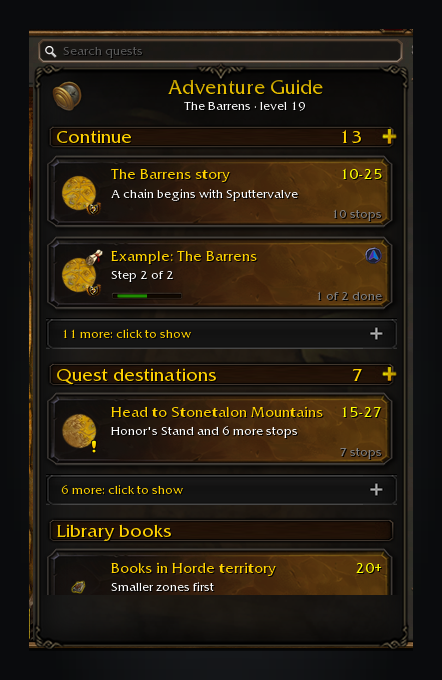 Search quests
Adventure Guide
The Barrens · level 19
Continue 13
The Barrens story 10-25
A chain begins with Sputtervalve
10 stops
Example: The Barrens
Step 2 of 2
1 of 2 done
11 more: click to show
Quest destinations 7
Head to Stonetalon Mountains 15-27
Honor's Stand and 6 more stops
7 stops
6 more: click to show
Library books
Books in Horde territory 20+
Smaller zones first